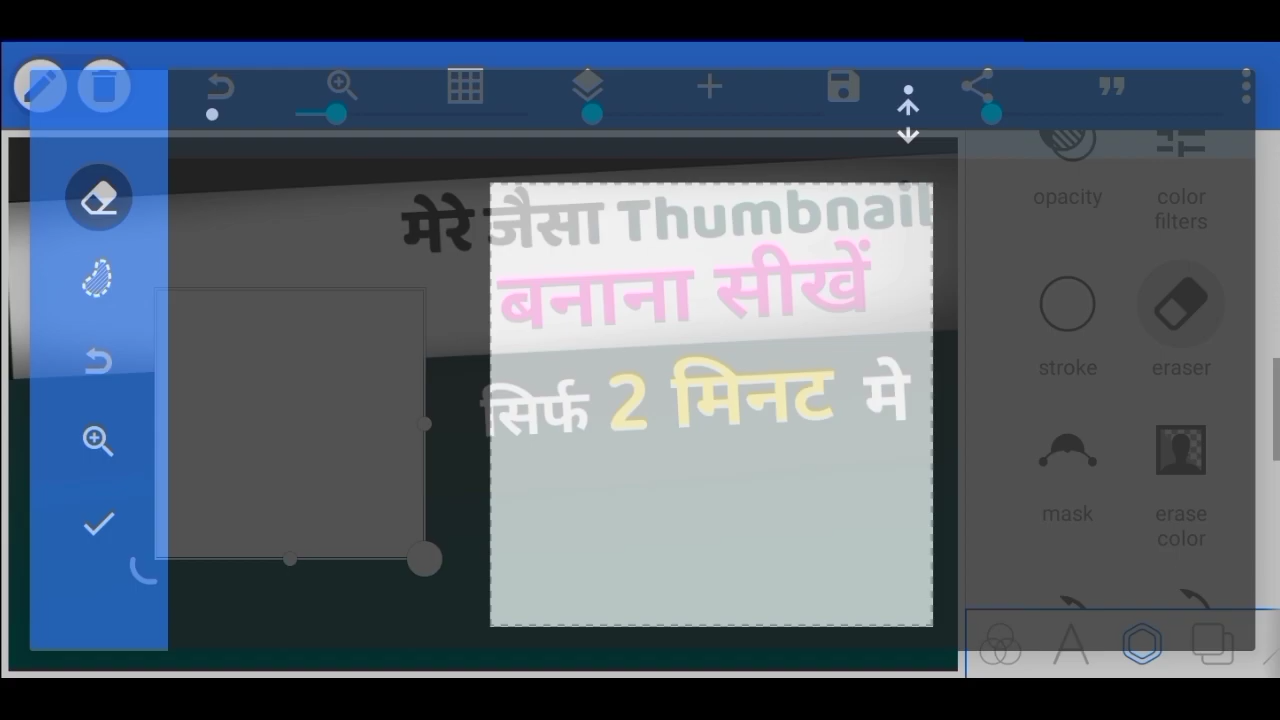 मेरे जैसा Thumbnail
बनाना सीखें
सिर्फ 2 मिनट मे
opacity
color
filters
stroke
eraser
mask
erase
color